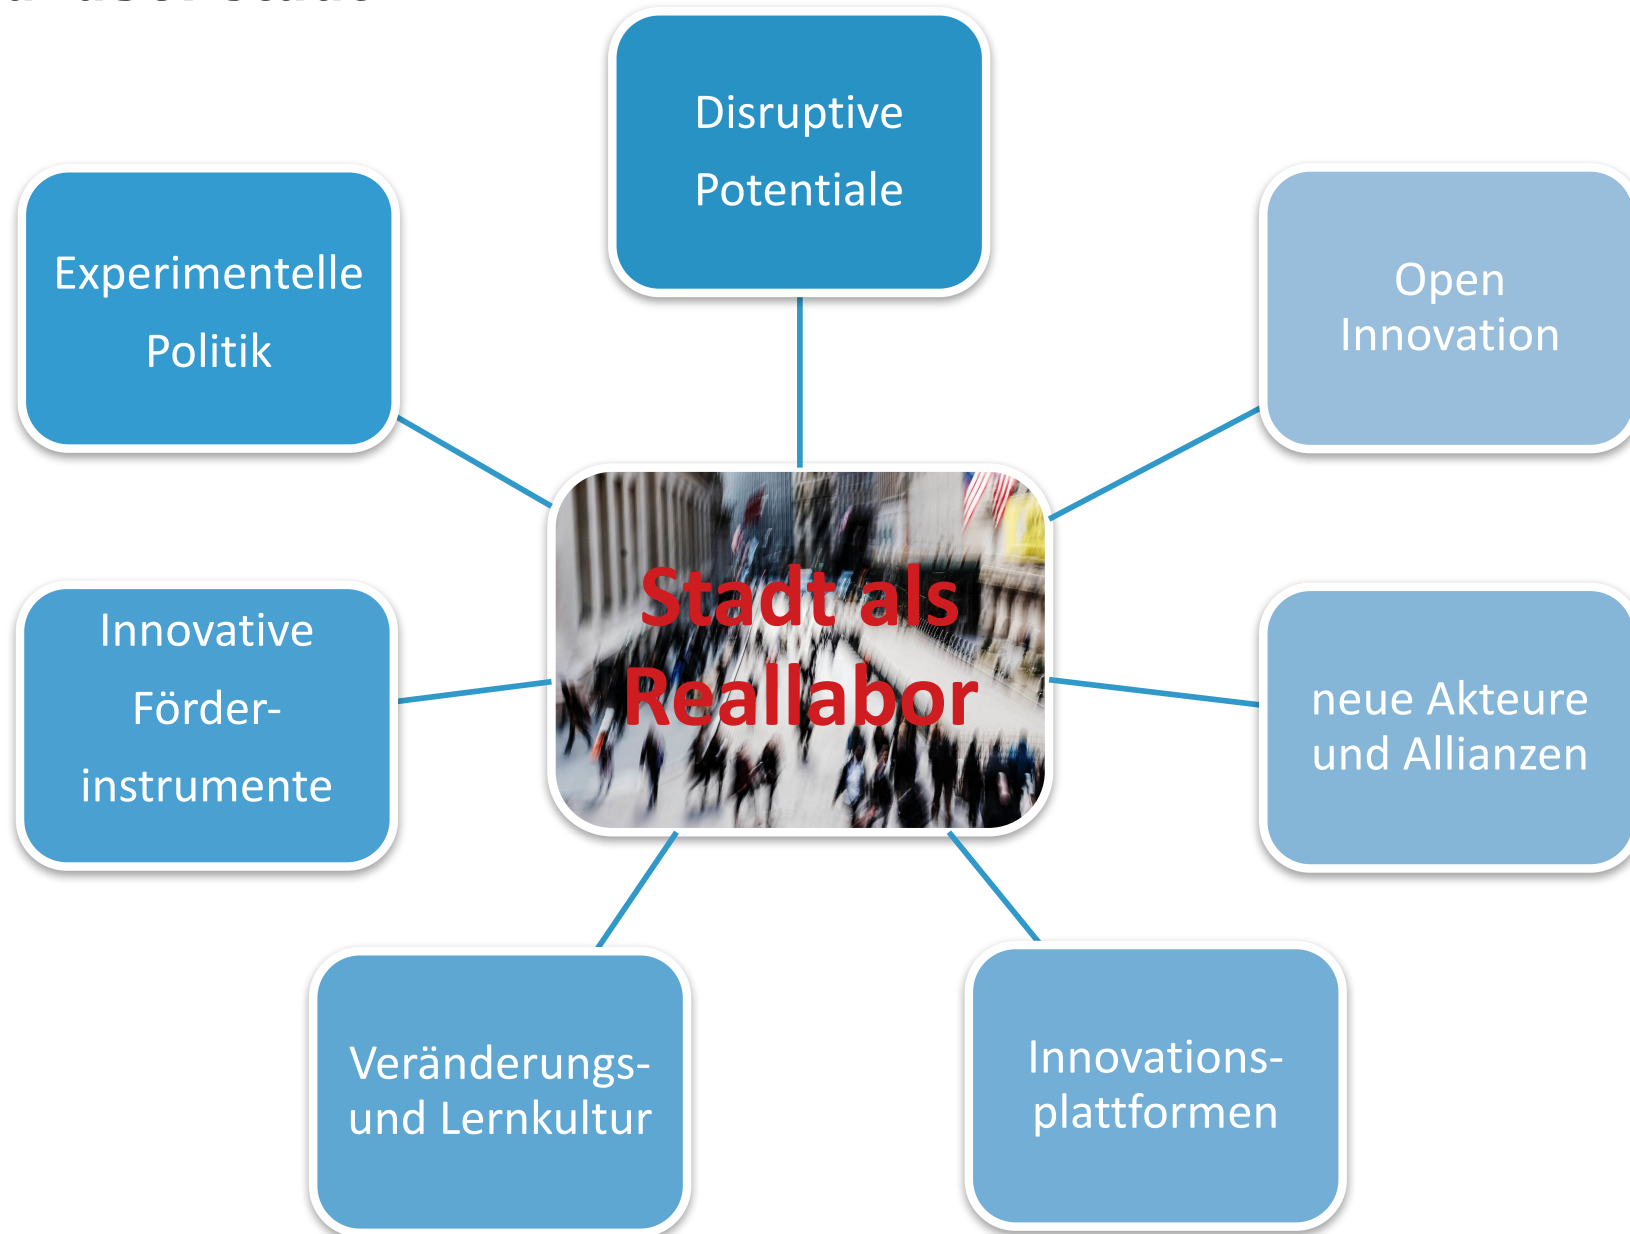 Disruptive
Potentiale
Experimentelle
Politik
Open
Innovation
Stadt als
Reallabor
Innovative
Förder-
instrumente
neue Akteure
und Allianzen
Veränderungs-
und Lernkultur
Innovations-
plattformen